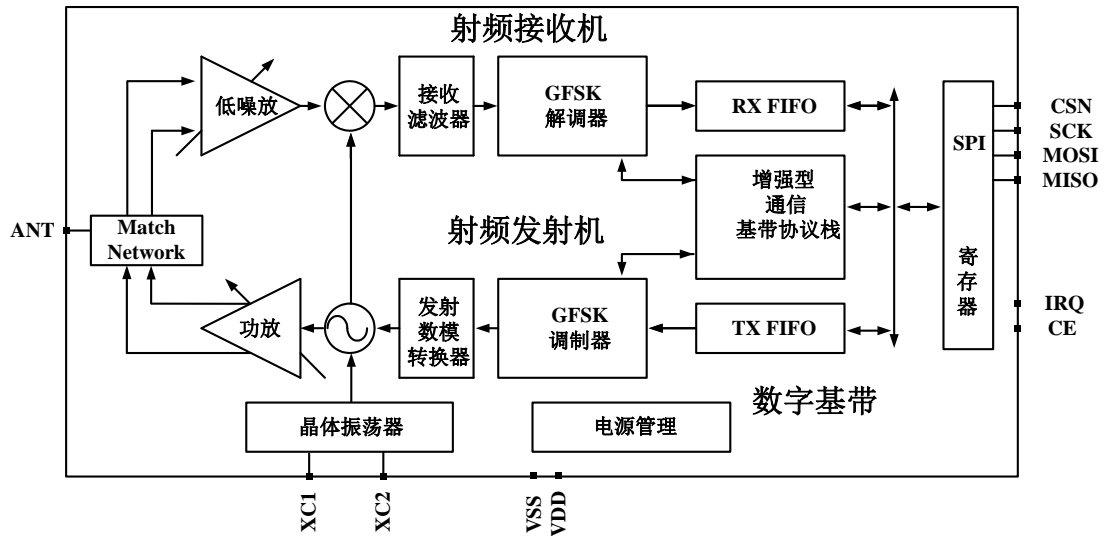 射频接收机
低噪放
接收
滤波器
GFSK
解调器
RX FIFO
SPI
CSN
SCK
MOSI
MISO
增强型
通信
基带协议栈
ANT
Match
Network
射频发射机
寄
存
器
IRQ
CE
功放
发射
数模
转换器
GFSK
调制器
TX FIFO
数字基带
晶体振荡器
电源管理
XC1
XC2
VSS
VDD